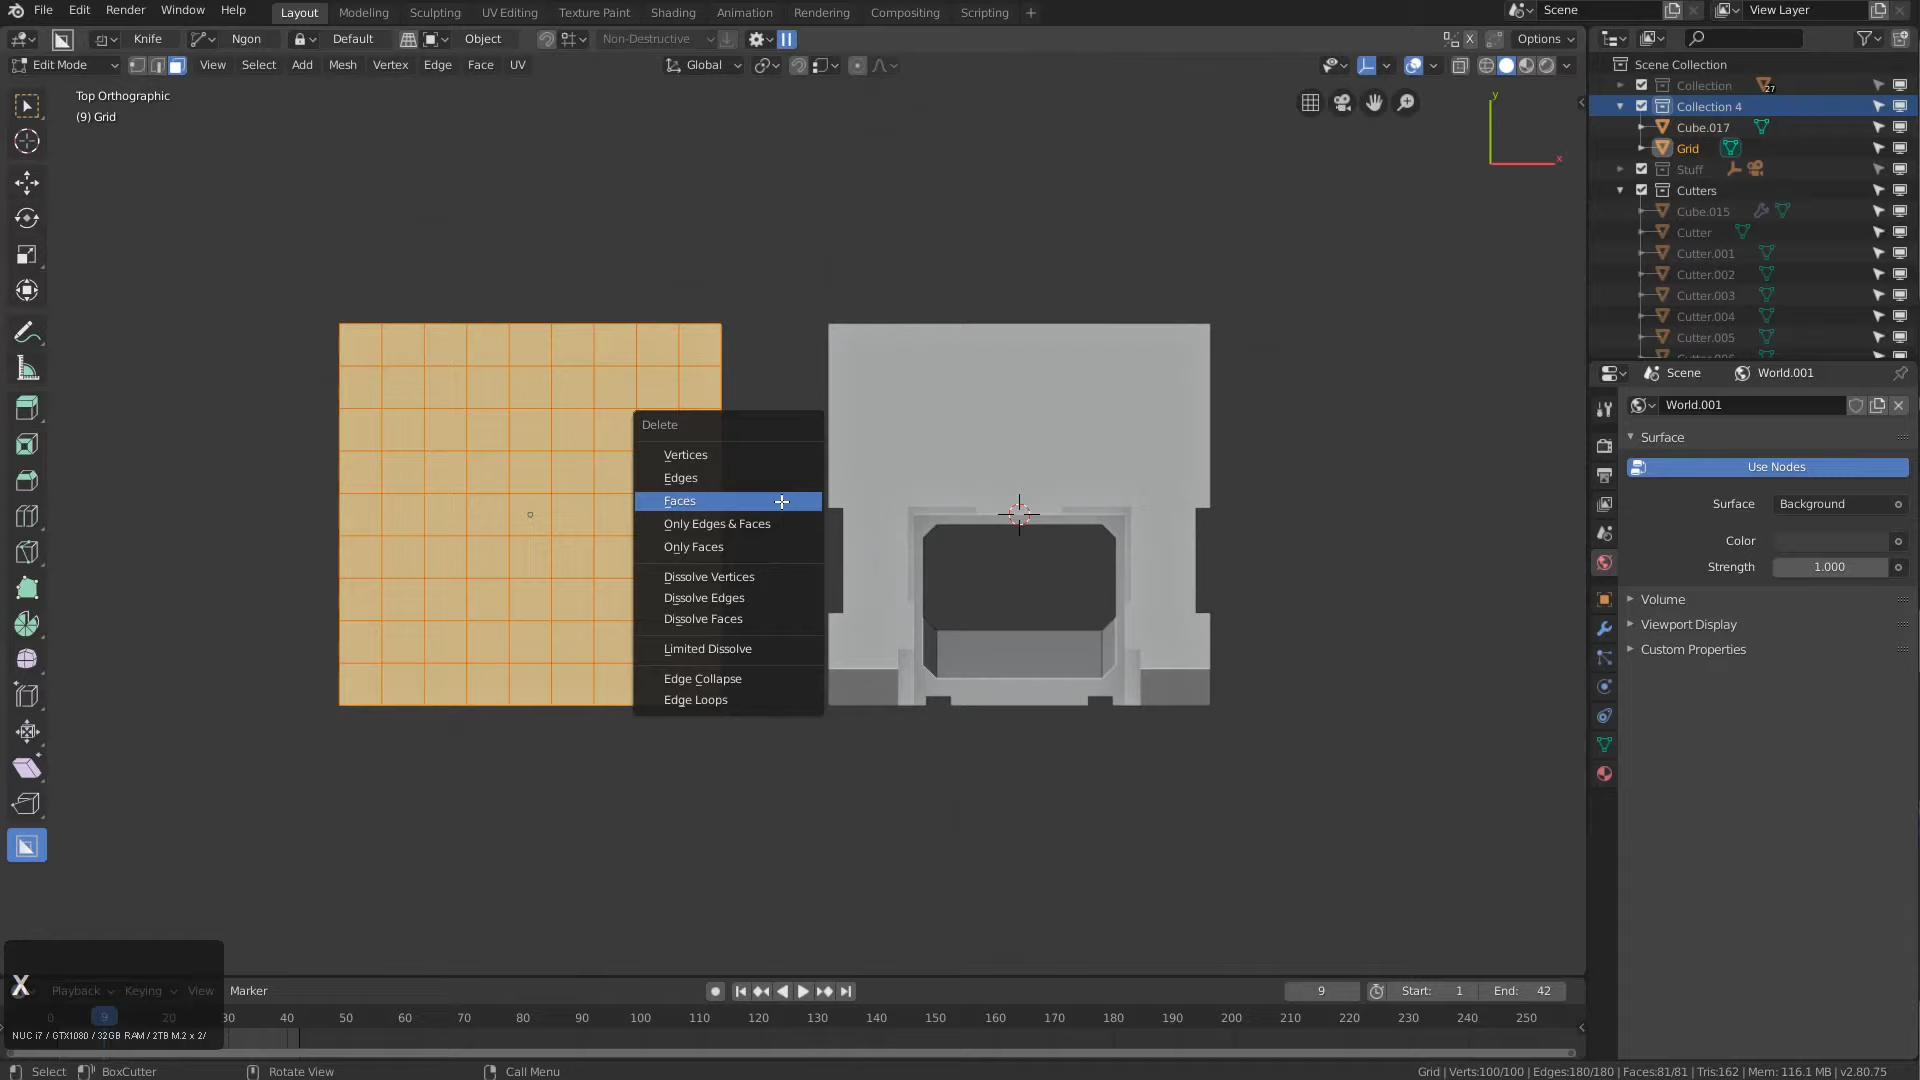 File Edit Render Window Help Layout Modeling Sculpting UV Editing Texture Paint Shading Animation Rendering Compositing Scripting + Scene View Layer
Knife Ngon Default Object Non-Destructive X Options
Edit Mode View Select Add Mesh Vertex Edge Face UV Global
Top Orthographic
(9) Grid
y
x
Delete
Vertices
Edges
Faces
Only Edges & Faces
Only Faces
Dissolve Vertices
Dissolve Edges
Dissolve Faces
Limited Dissolve
Edge Collapse
Edge Loops
Scene Collection
Collection 27
Collection 4
Cube.017
Grid
Stuff
Cutters
Cube.015
Cutter
Cutter.001
Cutter.002
Cutter.003
Cutter.004
Cutter.005
Scene World.001
World.001
Surface
Use Nodes
Surface Background
Color
Strength 1.000
Volume
Viewport Display
Custom Properties
X
Playback Keying View Marker 9 Start: 1 End: 42
0 9 20 30 40 50 60 70 80 90 100 110 120 130 140 150 160 170 180 190 200 210 220 230 240 250
NUC i7 / GTX1080 / 32GB RAM / 2TB M.2 x 2/
Select BoxCutter Rotate View Call Menu Grid | Verts:100/100 | Edges:180/180 | Faces:81/81 | Tris:162 | Mem: 116.1 MB | v2.80.75